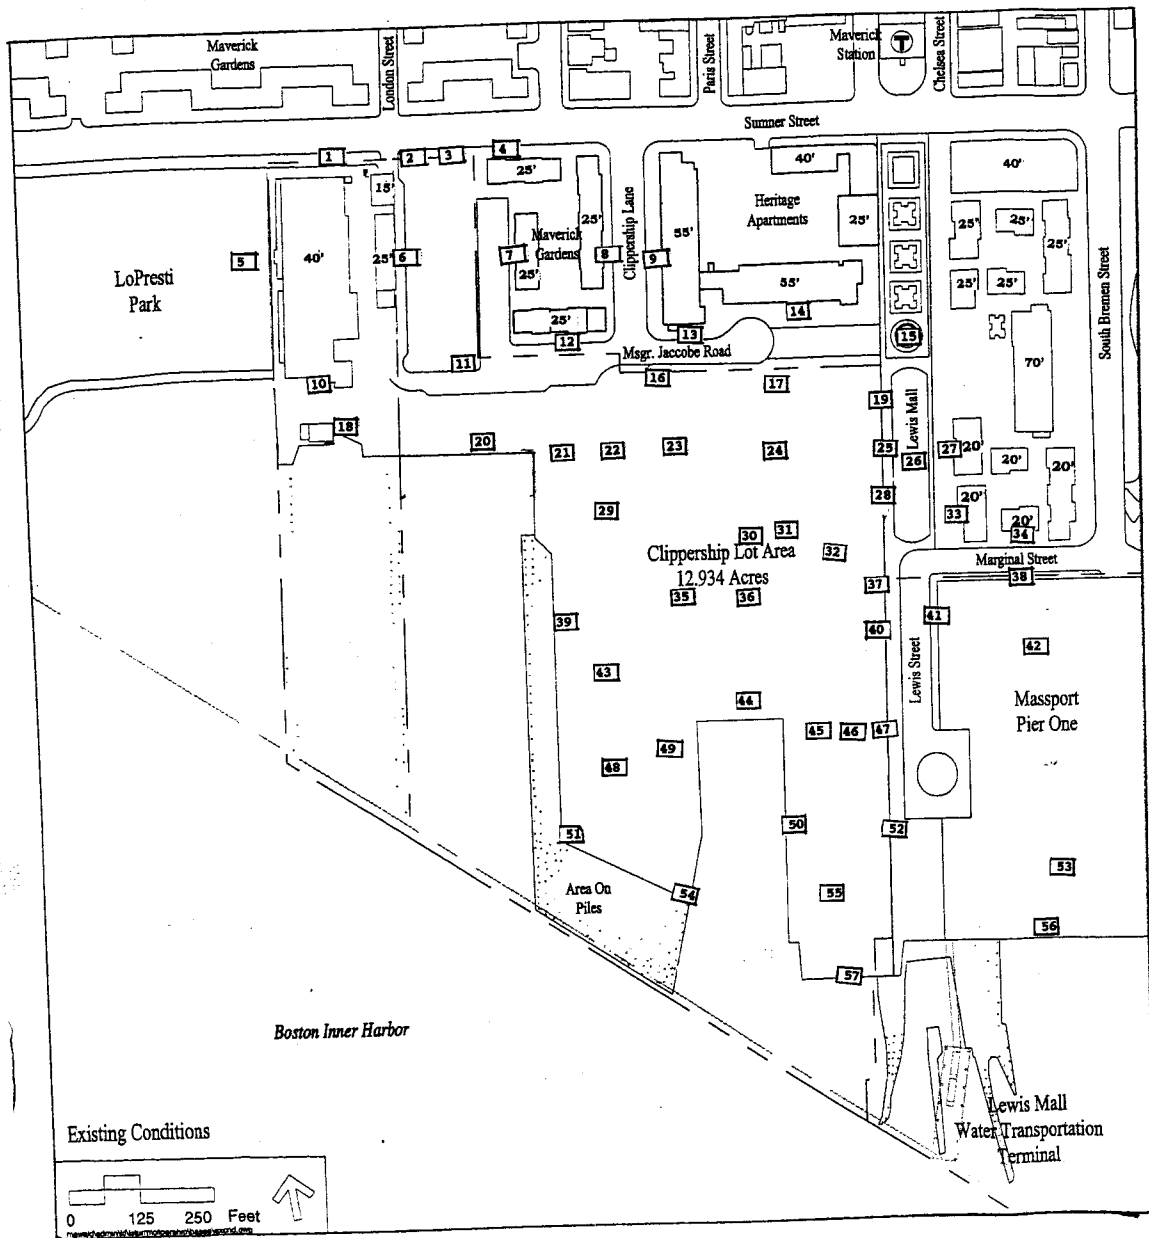 Maverick
Gardens
London Street
Paris Street
Maverick
Station
T
Chelsea Street
Sumner Street
1
2
3
4
15'
25'
40'
40'
Heritage
Apartments
25'
55'
25'
Maverick
Gardens
25'
25'
Clippership Lane
5
LoPresti
Park
40'
25'
6
7
8
9
55'
14
25'
25'
25'
25'
25'
South Bremen Street
25'
12
13
15
70'
11
Msgr. Jaccobe Road
10
16
17
19
Lewis Mall
18
20
21
22
23
24
25
26
27
20'
20'
20'
28
29
33
20'
20'
34
30
31
32
Clippership Lot Area
12.934 Acres
Marginal Street
35
36
37
38
39
40
41
Lewis Street
42
43
44
Massport
Pier One
45
46
47
48
49
50
51
52
53
54
55
56
57
Area On
Piles
Boston Inner Harbor
Lewis Mall
Water Transportation
Terminal
Existing Conditions
0 125 250 Feet